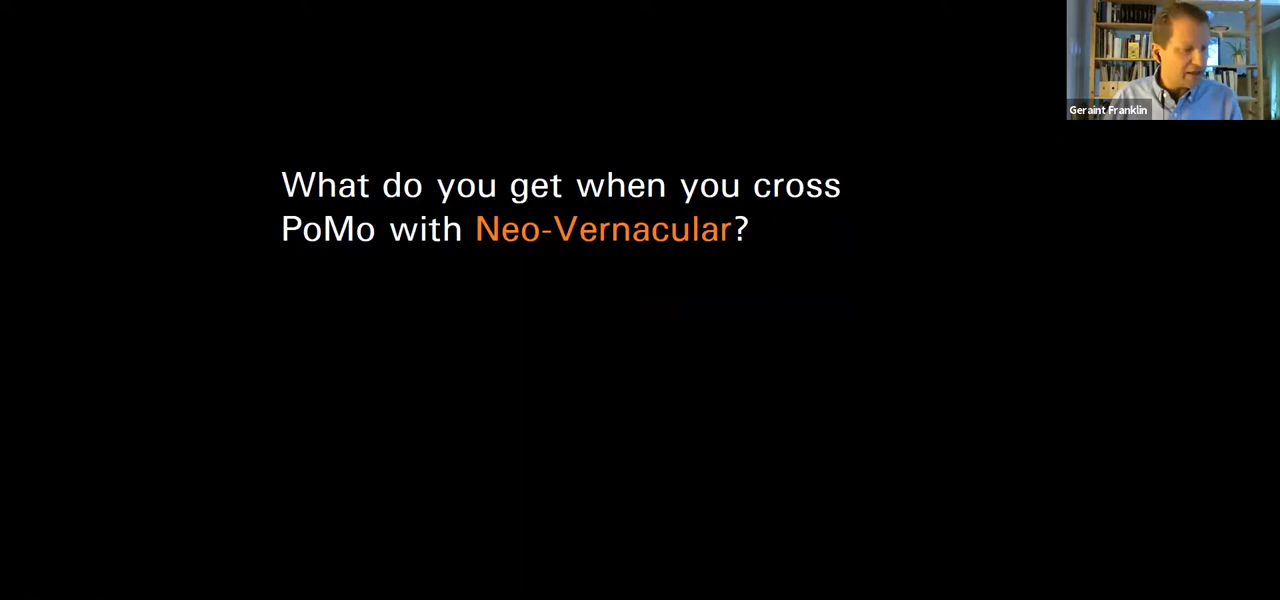 Geraint Franklin
What do you get when you cross
PoMo with Neo-Vernacular?